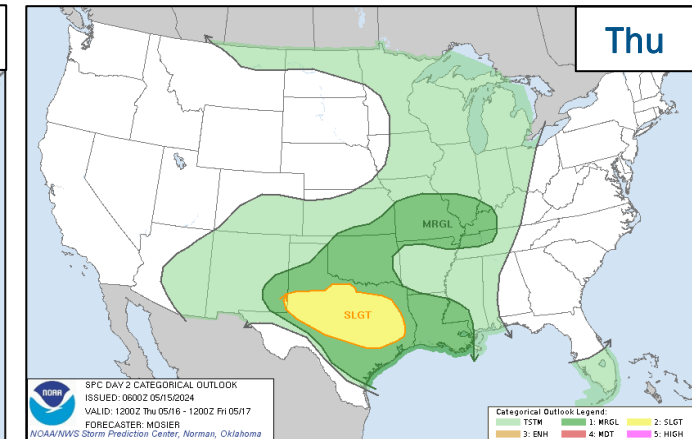 Thu
MRGL
SLGT
NOAA
SPC DAY 2 CATEGORICAL OUTLOOK
ISSUED: 0600Z 05/15/2024
VALID: 1200Z Thu 05/16 - 1200Z Fri 05/17
FORECASTER: MOSIER
NOAA/NWS Storm Prediction Center, Norman, Oklahoma
Categorical Outlook Legend:
TSTM 1: MRGL 2: SLGT
3: ENH 4: MDT 5: HIGH